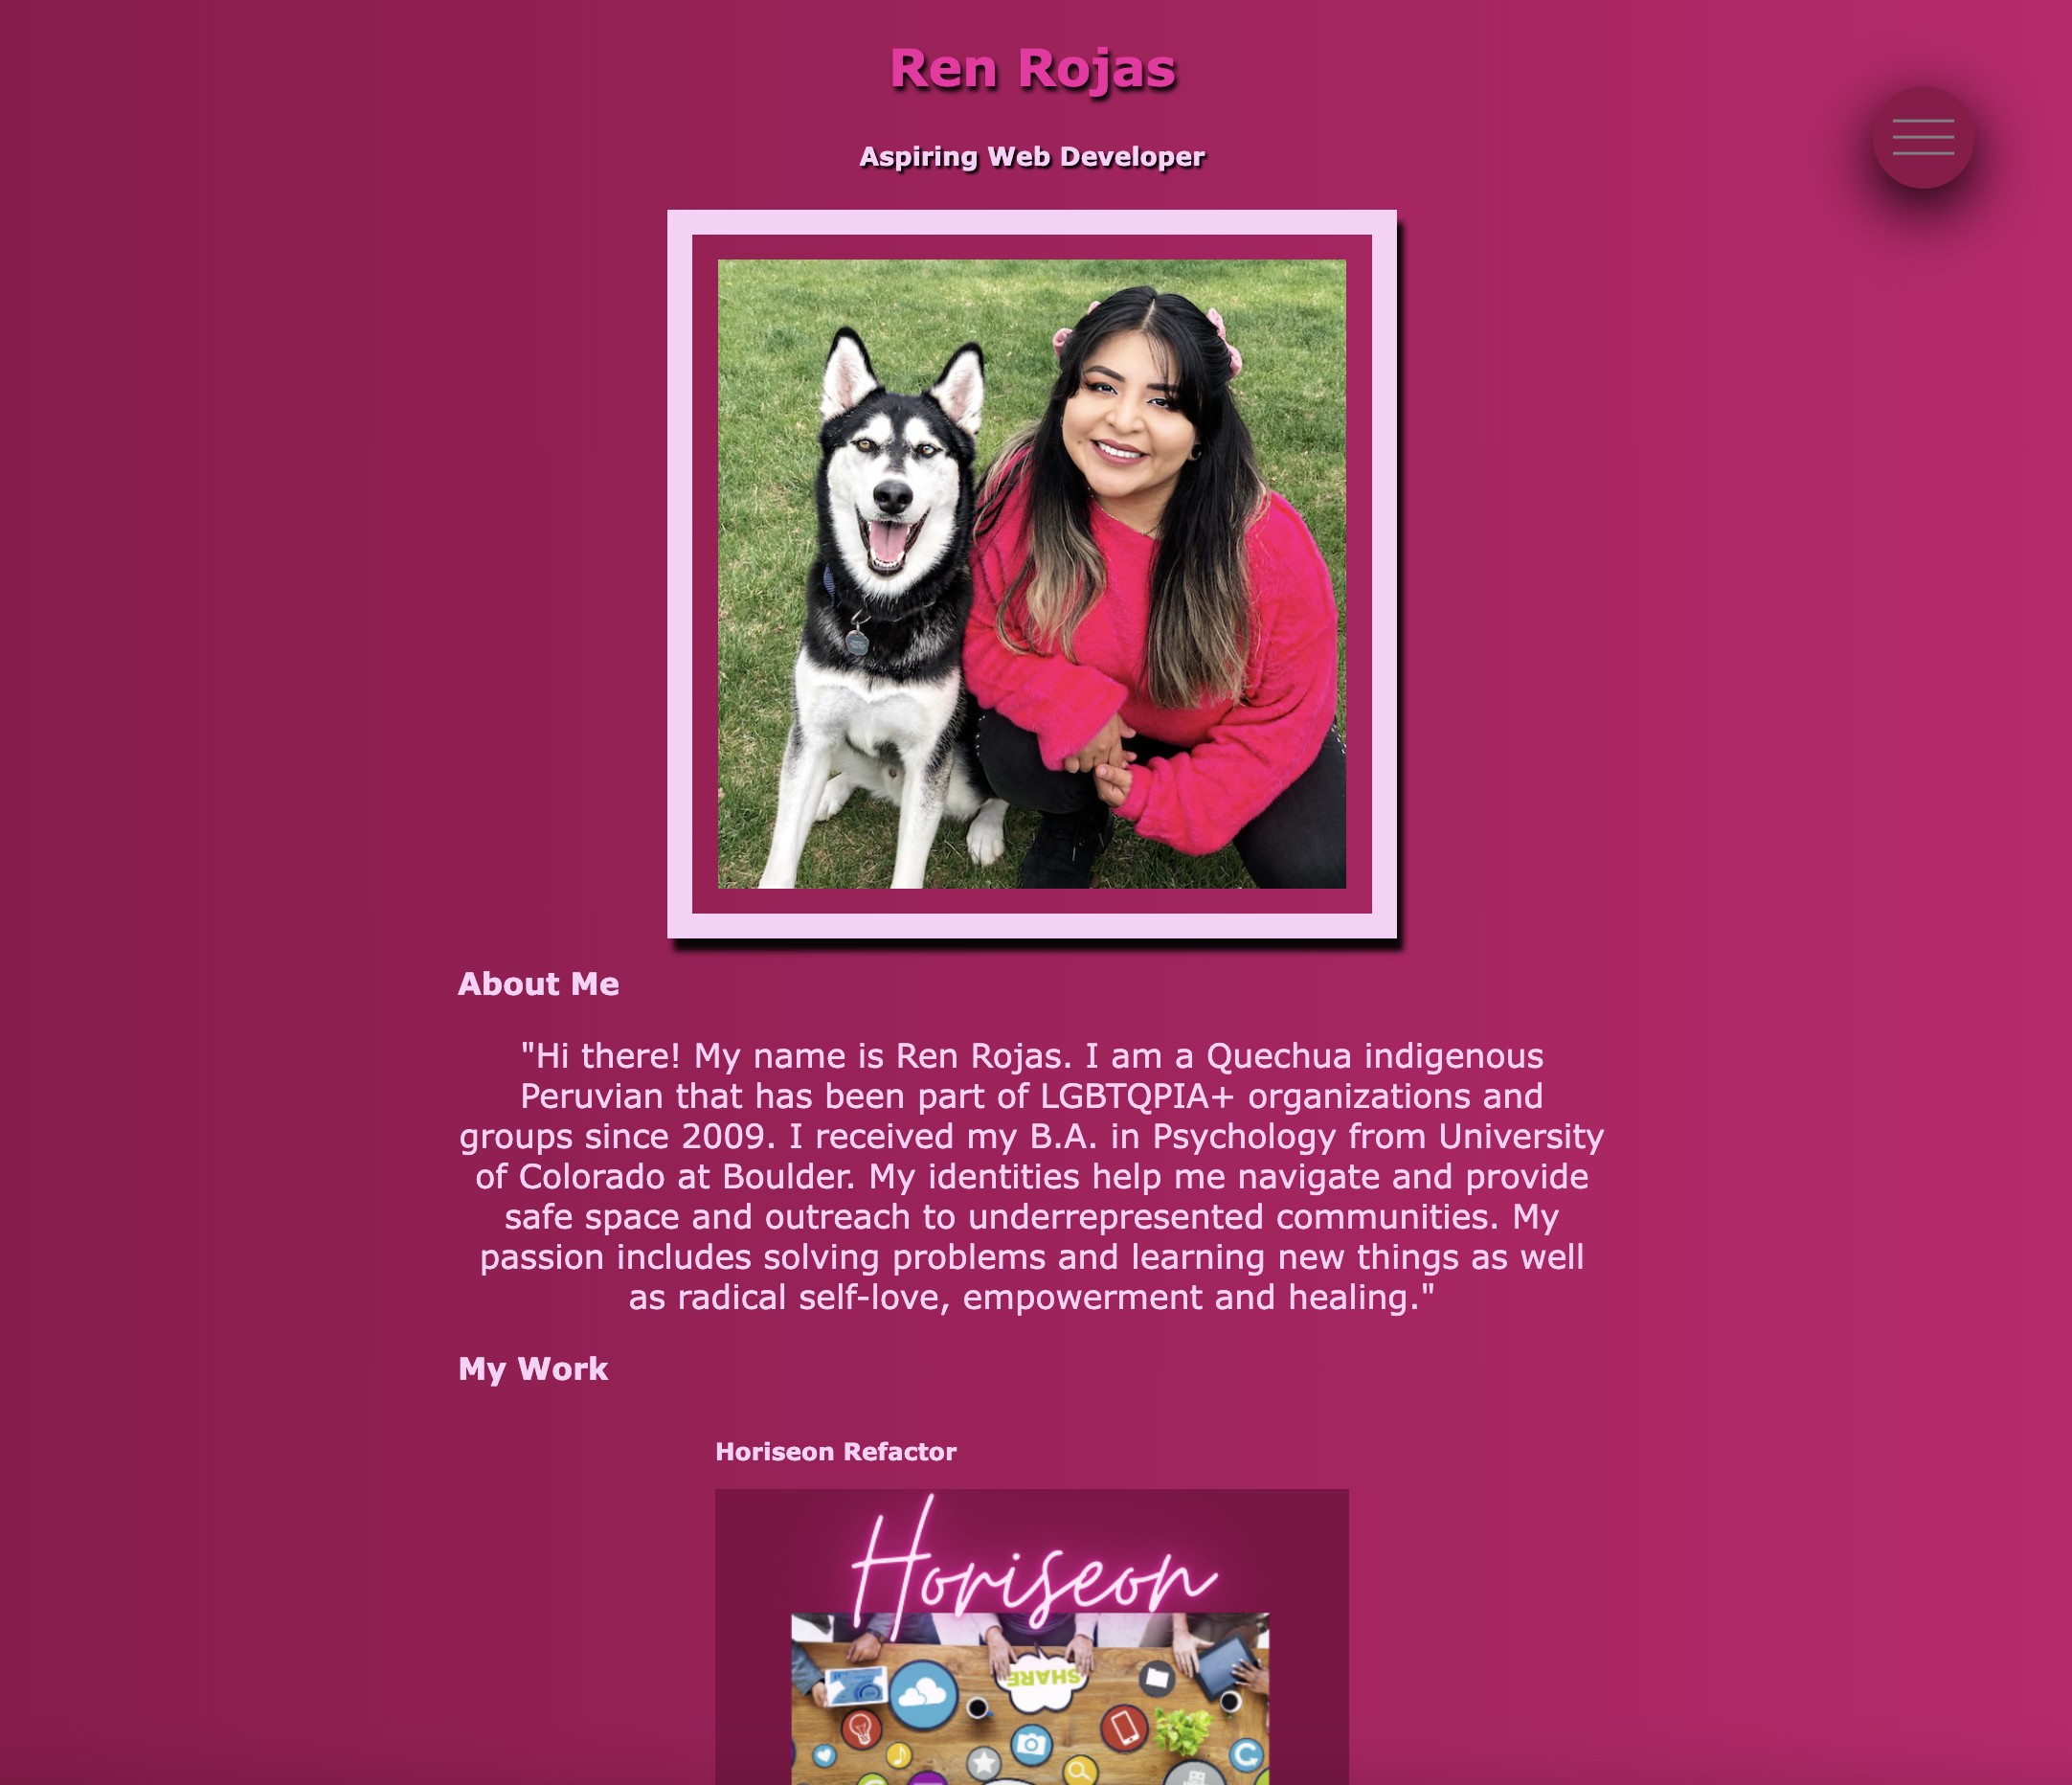 Ren Rojas
Aspiring Web Developer
About Me
"Hi there! My name is Ren Rojas. I am a Quechua indigenous
Peruvian that has been part of LGBTQPIA+ organizations and
groups since 2009. I received my B.A. in Psychology from University
of Colorado at Boulder. My identities help me navigate and provide
safe space and outreach to underrepresented communities. My
passion includes solving problems and learning new things as well
as radical self-love, empowerment and healing."
My Work
Horiseon Refactor
Horiseon
SHARE